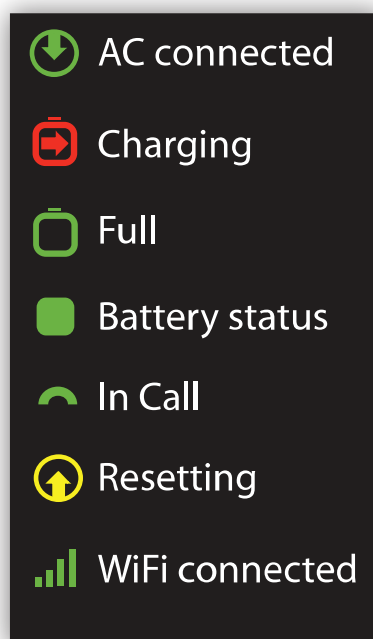 AC connected
Charging
Full
Battery status
In Call
Resetting
WiFi connected